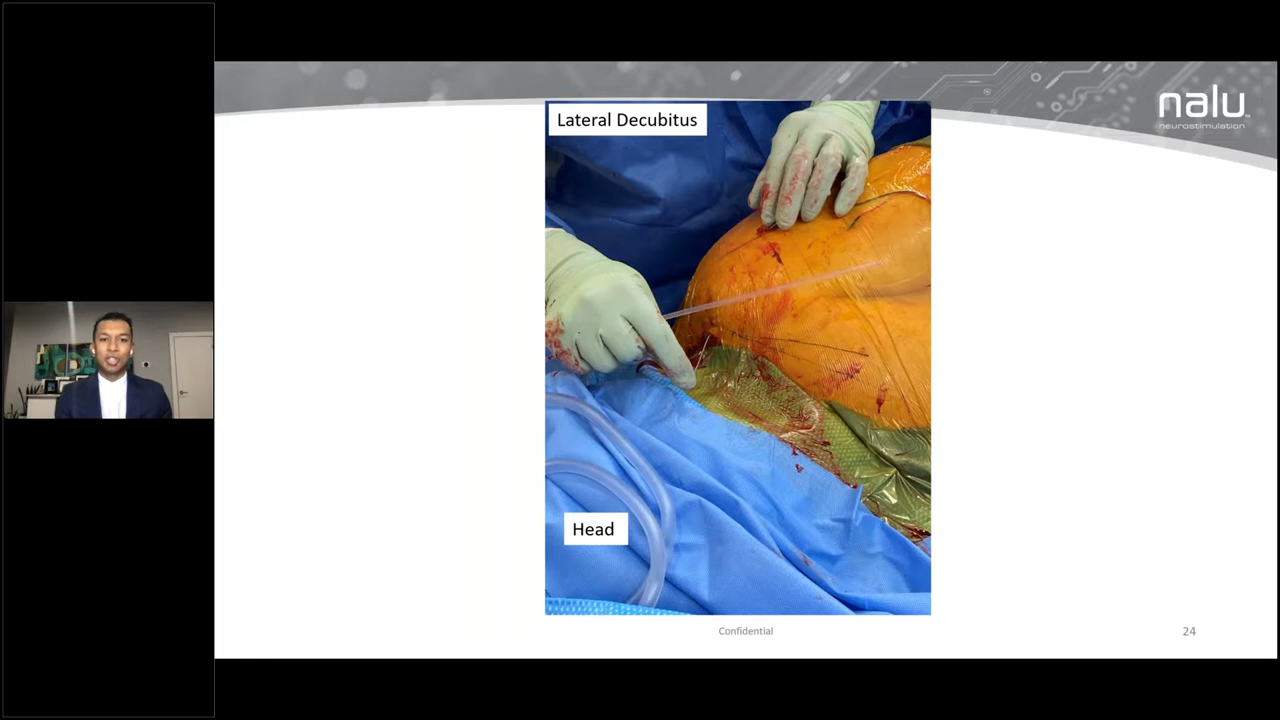 Lateral Decubitus
nalu
neurostimulation
Head
Confidential
24